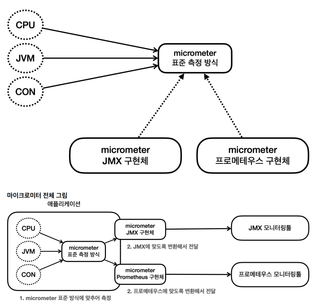 CPU
JVM
CON
micrometer
표준 측정 방식
micrometer
JMX 구현체
micrometer
프로메테우스 구현체
마이크로미터 전체 그림
애플리케이션
CPU
JVM
CON
micrometer
표준 측정 방식
micrometer
JMX 구현체
2. JMX에 맞도록 변환해서 전달
JMX 모니터링툴
micrometer
Prometheus 구현체
2. 프로메테우스에 맞도록 변환해서 전달
프로메테우스 모니터링툴
1. micrometer 표준 방식에 맞추어 측정